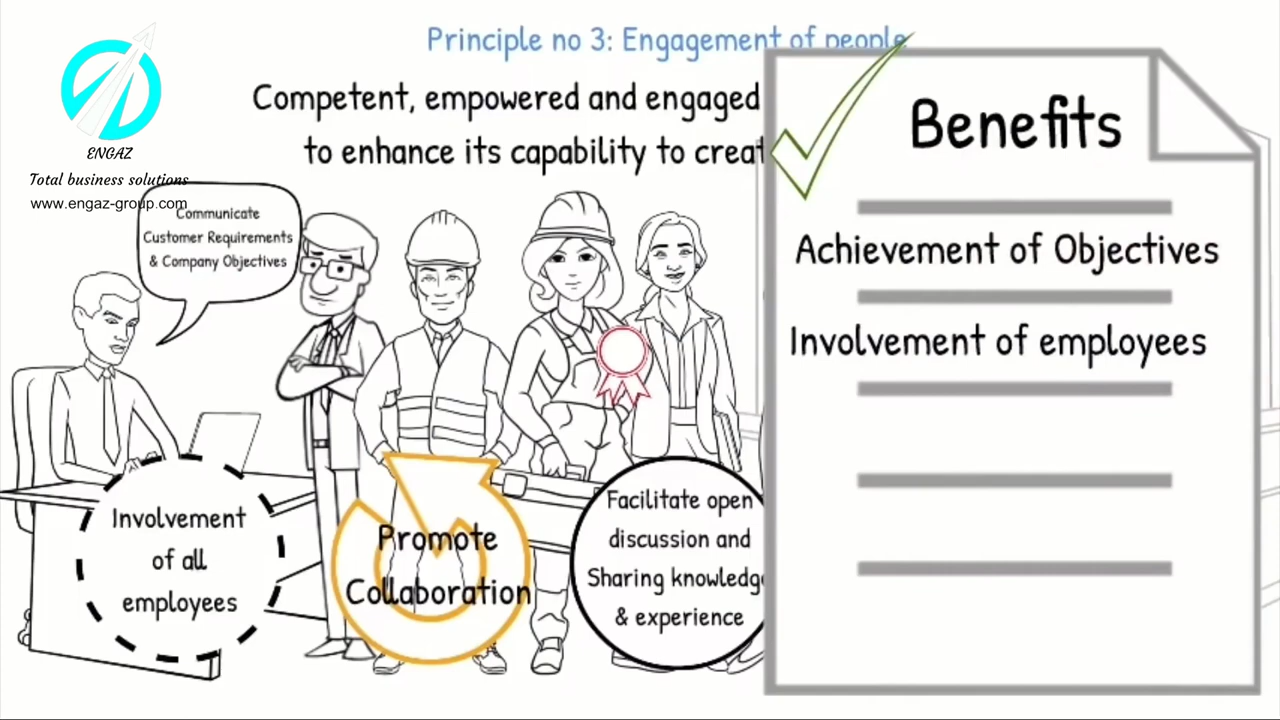 Principle no 3: Engagement of people
Competent, empowered and engaged
to enhance its capability to creat
ENGAZ
Total business solutions
www.engaz-group.com
Communicate
Customer Requirements
& Company Objectives
Involvement
of all
employees
Promote
Collaboration
Facilitate open
discussion and
Sharing knowledge
& experience
Benefits
Achievement of Objectives
Involvement of employees